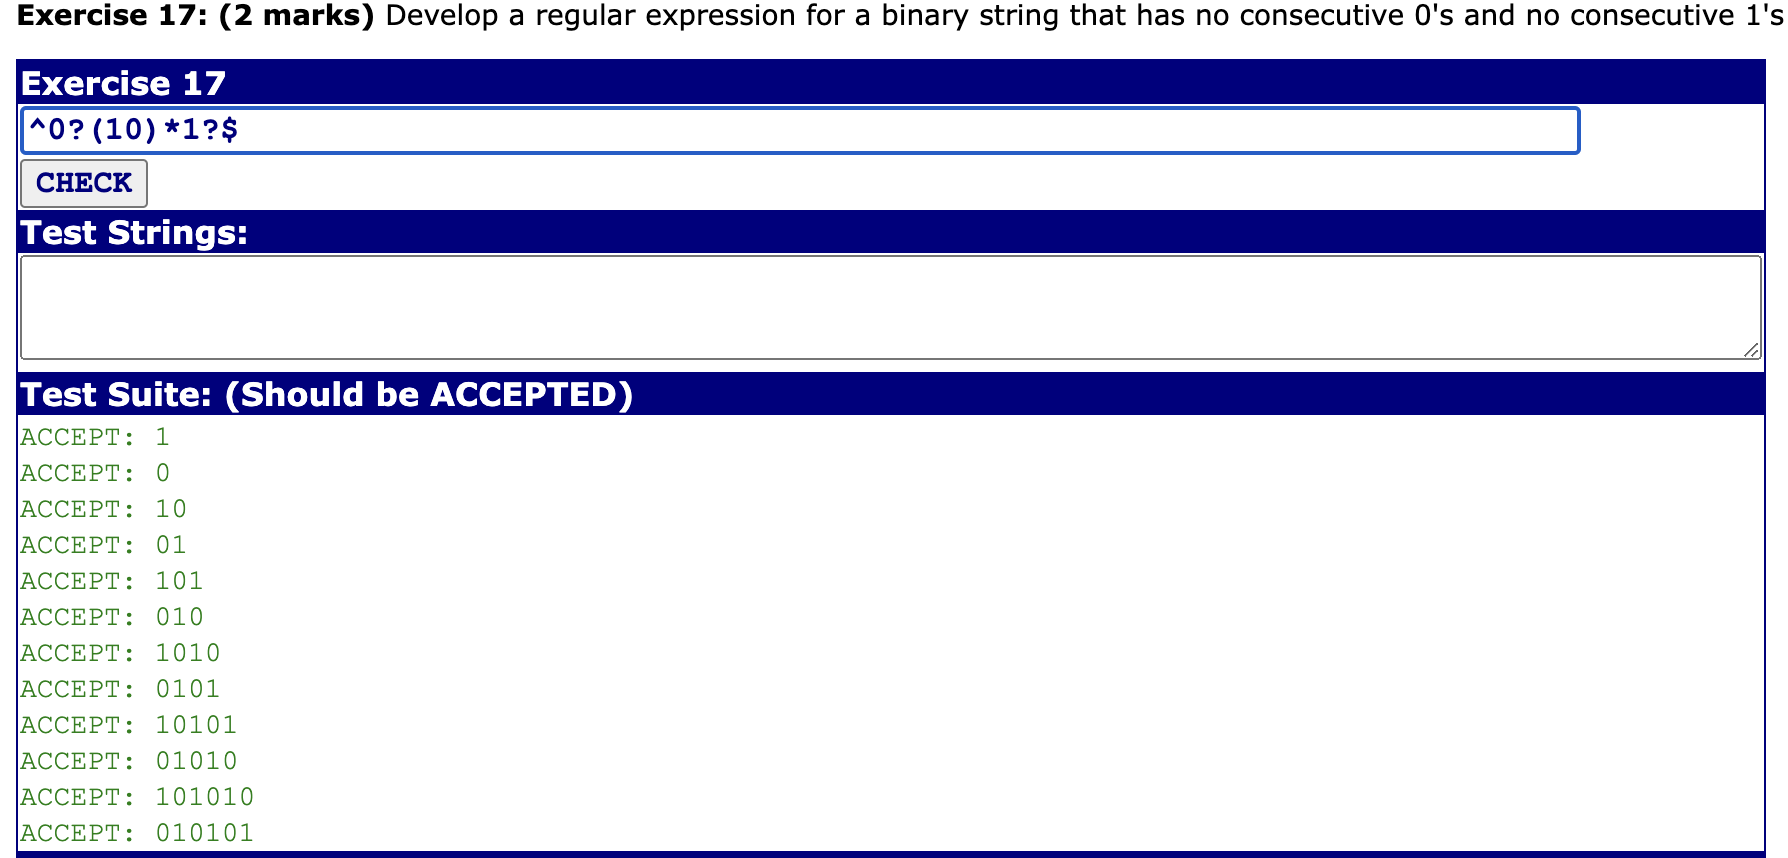 Exercise 17: (2 marks) Develop a regular expression for a binary string that has no consecutive 0's and no consecutive 1's
Exercise 17
^0?(10)*1?$
CHECK
Test Strings:
Test Suite: (Should be ACCEPTED)
ACCEPT: 1
ACCEPT: 0
ACCEPT: 10
ACCEPT: 01
ACCEPT: 101
ACCEPT: 010
ACCEPT: 1010
ACCEPT: 0101
ACCEPT: 10101
ACCEPT: 01010
ACCEPT: 101010
ACCEPT: 010101